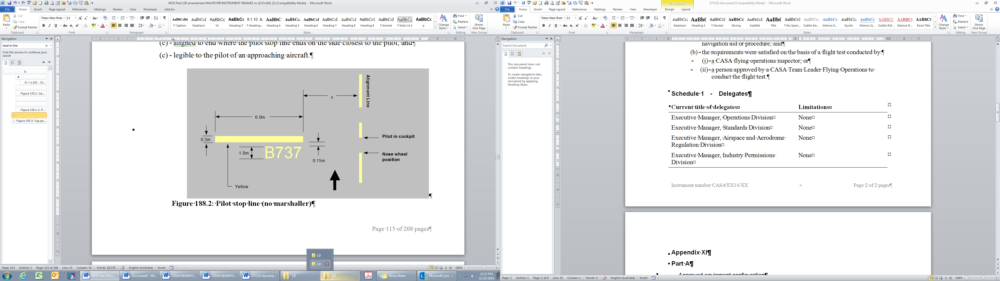 MOS Part 139 amendment MAJOR PIR INSTRUMENT REMAKE ns (11Oct16) (2) [Compatibility Mode] - Microsoft Word
File Home Insert Page Layout References Mailings Review View Developer Add-Ins
Paste Cut Copy Format Painter
Times New Rom 12
AaBbCcDd AaBbCcL AaBbCc AaBbCc 9.1.10 Aa AaBbC AaBbCcL AaBbCcI AaBbCcI AaBbCcD AaBbCcI AaBbCcI AaBbCc AaBbCc
¶ Caption Emphasis h1 Heading 3 ¶ Heading... Heading 4 Heading 5 Heading 6 Heading 7 Heading 8 Heading 9 ¶ Normal ¶ Note Lvl 1 p
Change Styles
Find Replace Select
Shrink One Page
Clipboard Font Paragraph Styles Editing New Group
Navigation
lead in line
Click the arrows to continue your
search
D = k ((S1 - S2...
Figure 133.1: Ga...
Figure 150.1-1: P...
Figure 193.3: Tug pa...
(c) aligned to end where the pilot stop line ends on the side closest to the pilot; and¶
(c) legible to the pilot of an approaching aircraft.¶
Alignment Line
x
6.0m
0.3m
Pilot in cockpit
1.0m
B737
0.15m
Nose wheel
position
Yellow
¶
Figure 188.2: Pilot stop line (no marshaller)¶
Page 115 of 208 pages¶
LD
LD
Page: 115 Section: 1 Page: 115 of 208 Line: 25 Column: 53 Words: 58,578 English (Australia) Insert 180%
STYLES document [Compatibility Mode] - Microsoft Word
Table Tools
File Home Insert Page Layout References Mailings Review View Developer Design Layout
Paste Cut Copy Format Painter
Times New Rom 12
AaBbCcL AaBbC AaBbCcI AaBbCc AaBbCcI AaBbC AaBbCcI AaBbCcL AaBbCc AaBbCcL AaBbCc AABBCC AABBCC AABBC
Emphasis Heading 1 ¶ Normal Strong Subtitle Title ¶ No Spaci... Subtle Em... Intense E... Quote Intense Q... Subtle Ref... Intense R... Book Title
Change Styles
Find Replace Select
Shrink One Page
Clipboard Font Paragraph Styles Editing New Group
Navigation
Search Document
This document does not
contain headings.
To create navigation tabs,
create headings in your
document by applying
Heading Styles.
navigation aid or procedure; and¶
(b) the requirements were satisfied on the basis of a flight test conducted by:¶
(i) a CASA flying operations inspector; or¶
(ii) a person approved by a CASA Team Leader Flying Operations to
conduct the flight test.¶
Schedule 1 Delegates¶
Current title of delegates¤ Limitations¤
Executive Manager, Operations Division¤ None¤
Executive Manager, Standards Division¤ None¤
Executive Manager, Airspace and Aerodrome None¤
Regulation Division¤
Executive Manager, Industry Permissions None¤
Division¤
Instrument number CASA°EX14/XX Page 2 of 2 pages¶
Appendix XI¶
Part A¶
Approved equipment configuration¶
Page: 2 Section: 1 Page: 2 of 6 Line: 35 Column: 1 Words: 5 English (Australia) Insert 148%
MOS Part 139 a... Document1 - Mi... F2016C00220VO... F2016C00220VO... STYLES docume... LD LD Sticky Notes Microsoft Lync
12:23 PM
31/10/2016